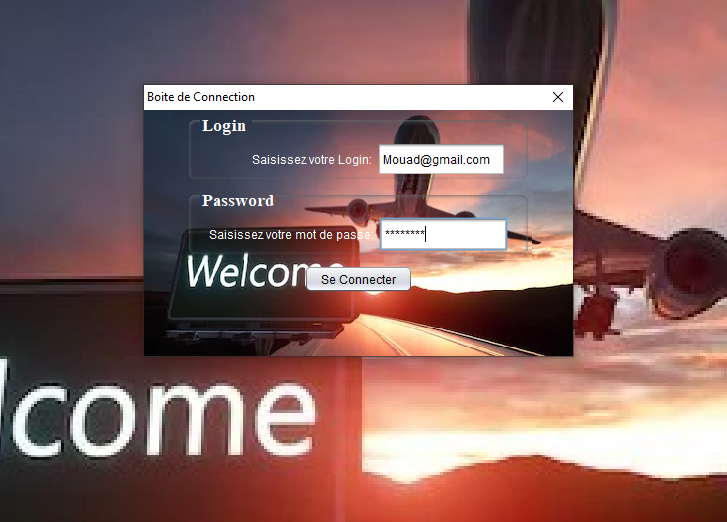 Boite de Connection
Login
Saisissez votre Login: Mouad@gmail.com
Password
Saisissez votre mot de passe: ********
Welcome
Se Connecter
lcome